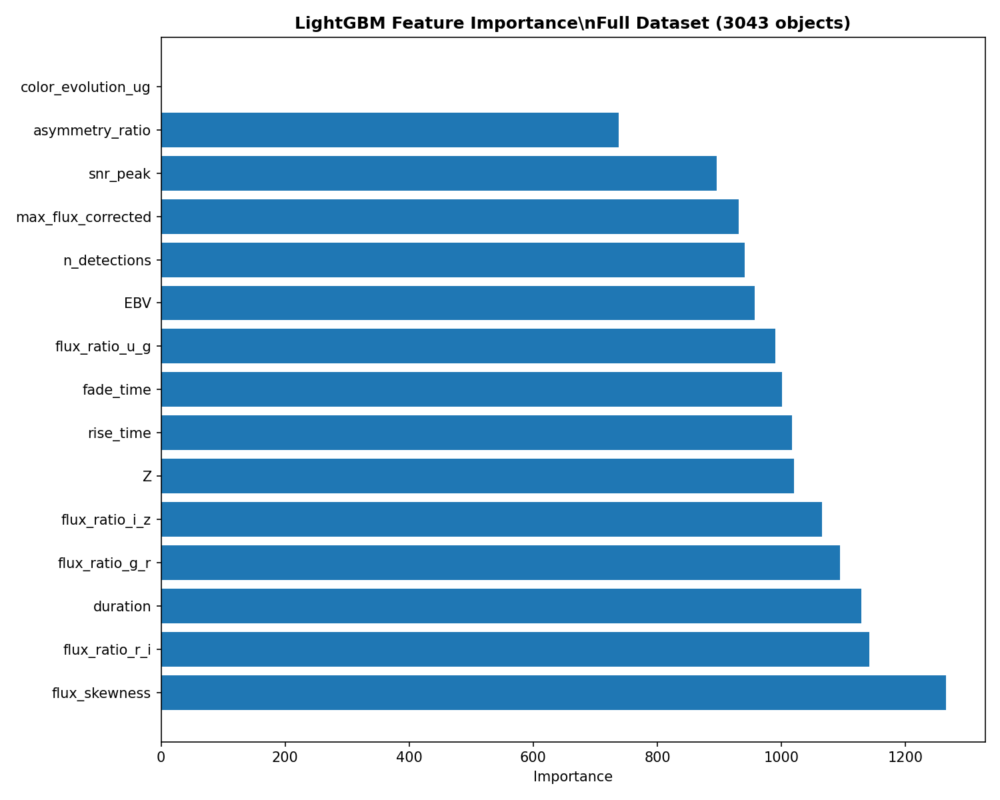 LightGBM Feature Importance\nFull Dataset (3043 objects)
color_evolution_ug
asymmetry_ratio
snr_peak
max_flux_corrected
n_detections
EBV
flux_ratio_u_g
fade_time
rise_time
Z
flux_ratio_i_z
flux_ratio_g_r
duration
flux_ratio_r_i
flux_skewness
0 200 400 600 800 1000 1200
Importance